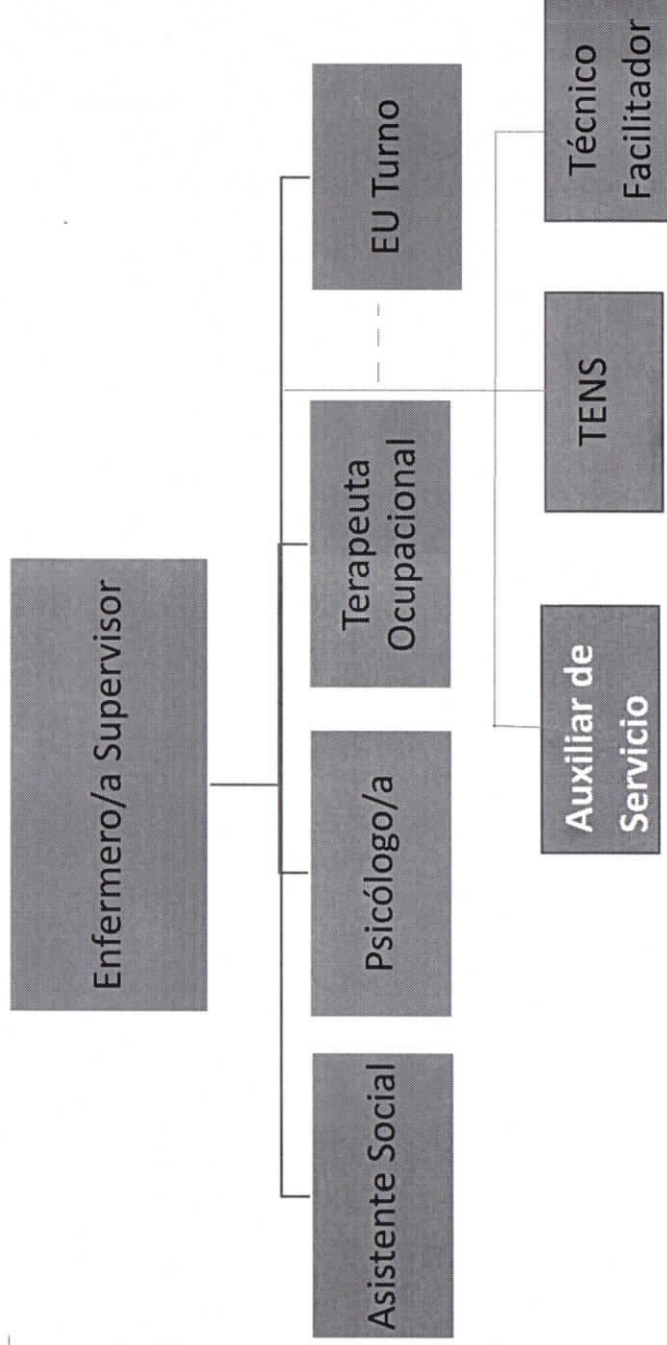 Enfermero/a Supervisor
Asistente Social
Psicólogo/a
Terapeuta
Ocupacional
EU Turno
Auxiliar de
Servicio
TENS
Técnico
Facilitador